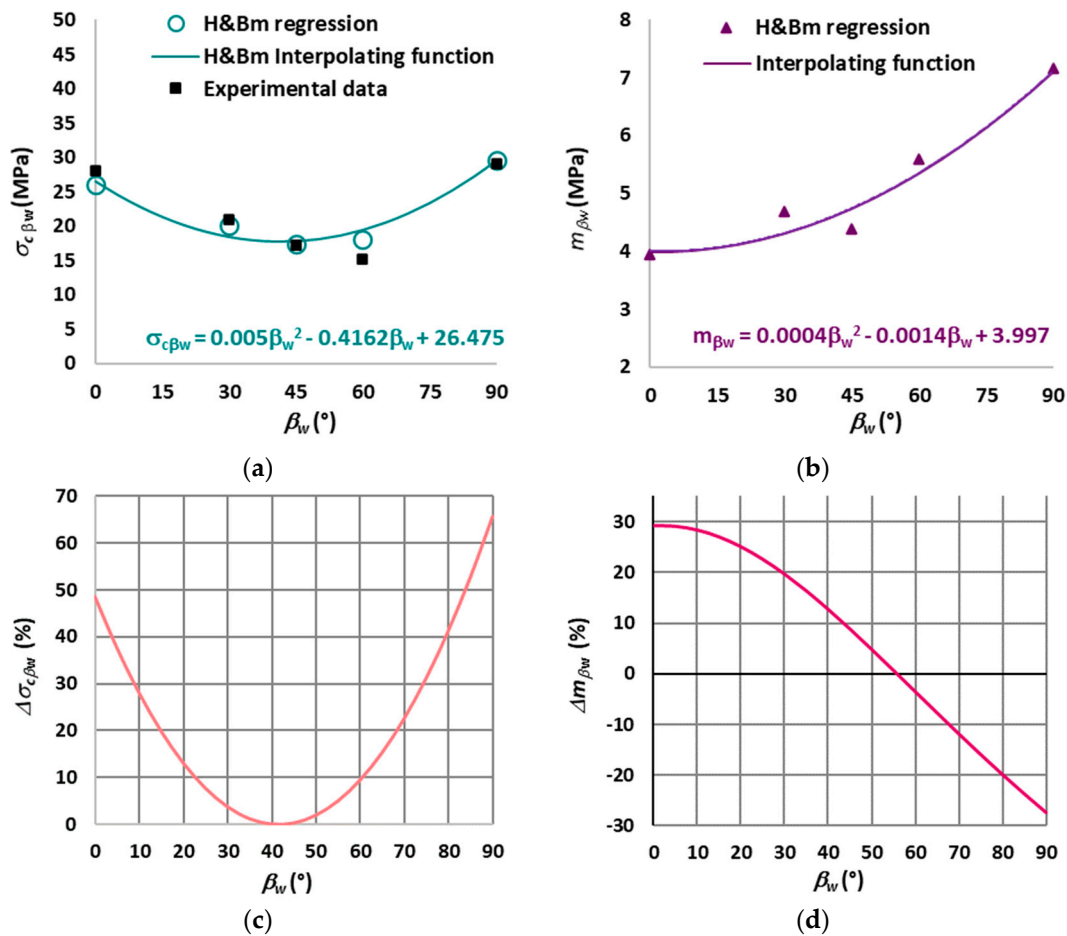 50
45
40
35
30
25
20
15
10
5
0
σc βw (MPa)
H&Bm regression
H&Bm Interpolating function
Experimental data
σcβw = 0.005βw² - 0.4162βw + 26.475
0 15 30 45 60 75 90
βw (°)
(a)
8
7
6
5
4
3
2
mβw (MPa)
H&Bm regression
Interpolating function
mβw = 0.0004βw² - 0.0014βw + 3.997
0 15 30 45 60 75 90
βw (°)
(b)
70
60
50
40
30
20
10
0
Δσcβw (%)
0 10 20 30 40 50 60 70 80 90
βw (°)
(c)
30
20
10
0
-10
-20
-30
Δmβw (%)
0 10 20 30 40 50 60 70 80 90
βw (°)
(d)